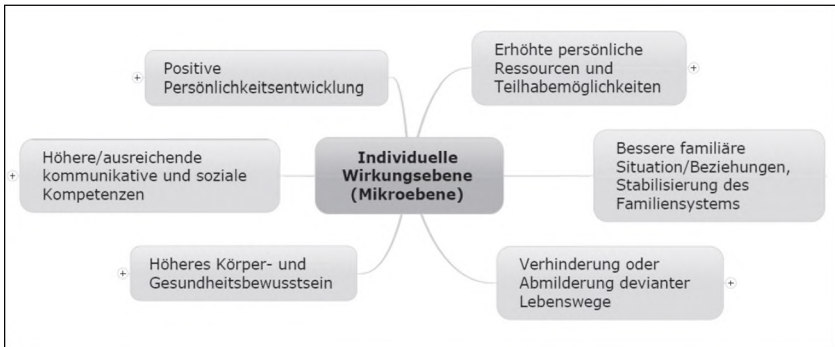 Positive
Persönlichkeitsentwicklung
Erhöhte persönliche
Ressourcen und
Teilhabemöglichkeiten
Höhere/ausreichende
kommunikative und soziale
Kompetenzen
Individuelle
Wirkungsebene
(Mikroebene)
Bessere familiäre
Situation/Beziehungen,
Stabilisierung des
Familiensystems
Höheres Körper- und
Gesundheitsbewusstsein
Verhinderung oder
Abmilderung devianter
Lebenswege